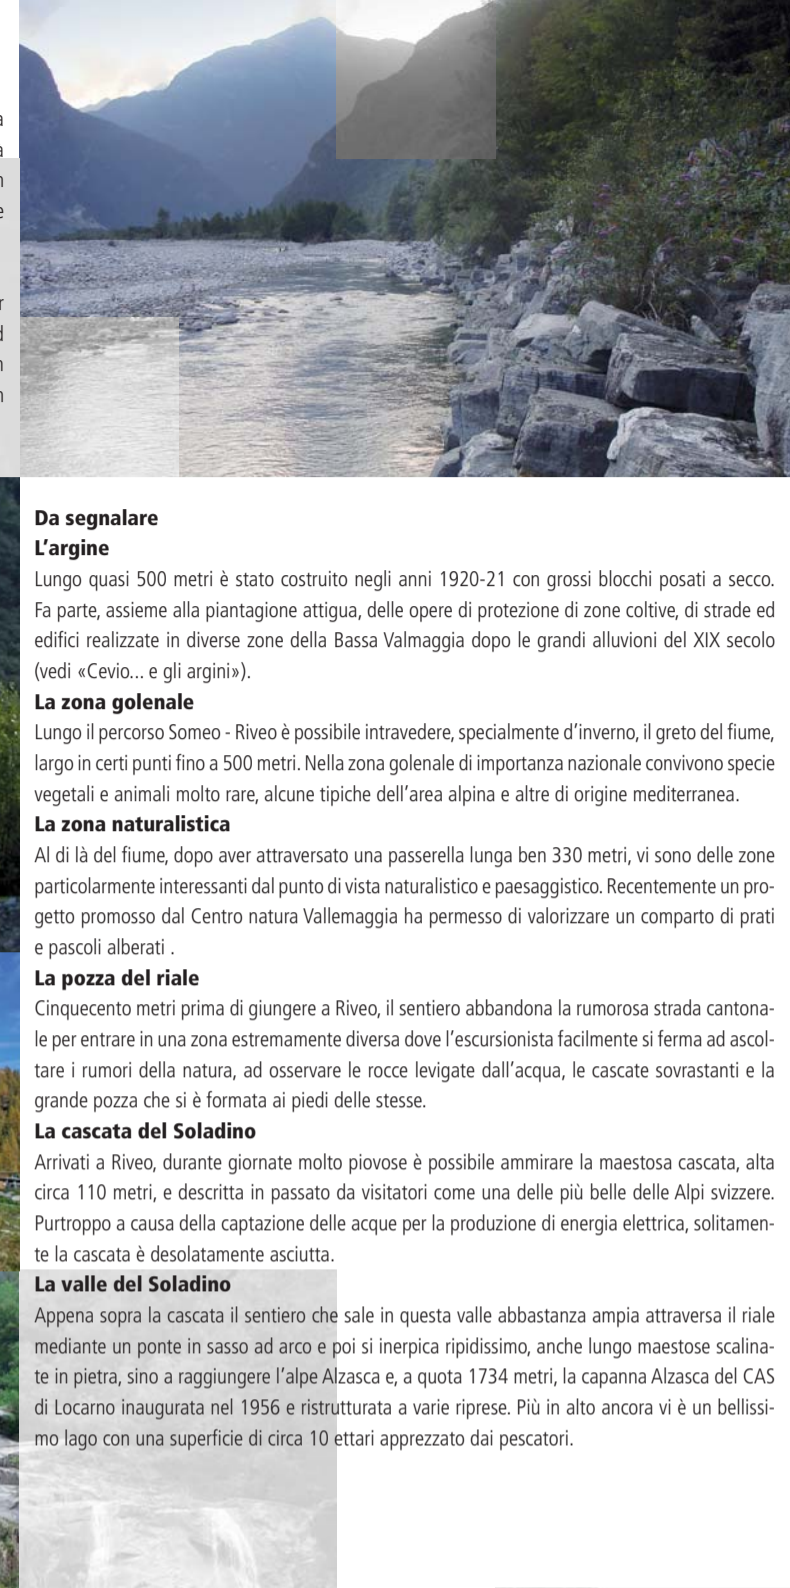 Da segnalare
L’argine
Lungo quasi 500 metri è stato costruito negli anni 1920-21 con grossi blocchi posati a secco.
Fa parte, assieme alla piantagione attigua, delle opere di protezione di zone coltive, di strade ed
edifici realizzate in diverse zone della Bassa Valmaggia dopo le grandi alluvioni del XIX secolo
(vedi «Cevio... e gli argini»).
La zona golenale
Lungo il percorso Someo - Riveo è possibile intravedere, specialmente d’inverno, il greto del fiume,
largo in certi punti fino a 500 metri. Nella zona golenale di importanza nazionale convivono specie
vegetali e animali molto rare, alcune tipiche dell’area alpina e altre di origine mediterranea.
La zona naturalistica
Al di là del fiume, dopo aver attraversato una passerella lunga ben 330 metri, vi sono delle zone
particolarmente interessanti dal punto di vista naturalistico e paesaggistico. Recentemente un pro-
getto promosso dal Centro natura Vallemaggia ha permesso di valorizzare un comparto di prati
e pascoli alberati .
La pozza del riale
Cinquecento metri prima di giungere a Riveo, il sentiero abbandona la rumorosa strada cantona-
le per entrare in una zona estremamente diversa dove l’escursionista facilmente si ferma ad ascol-
tare i rumori della natura, ad osservare le rocce levigate dall’acqua, le cascate sovrastanti e la
grande pozza che si è formata ai piedi delle stesse.
La cascata del Soladino
Arrivati a Riveo, durante giornate molto piovose è possibile ammirare la maestosa cascata, alta
circa 110 metri, e descritta in passato da visitatori come una delle più belle delle Alpi svizzere.
Purtroppo a causa della captazione delle acque per la produzione di energia elettrica, solitamen-
te la cascata è desolatamente asciutta.
La valle del Soladino
Appena sopra la cascata il sentiero che sale in questa valle abbastanza ampia attraversa il riale
mediante un ponte in sasso ad arco e poi si inerpica ripidissimo, anche lungo maestose scalina-
te in pietra, sino a raggiungere l’alpe Alzasca e, a quota 1734 metri, la capanna Alzasca del CAS
di Locarno inaugurata nel 1956 e ristrutturata a varie riprese. Più in alto ancora vi è un bellissi-
mo lago con una superficie di circa 10 ettari apprezzato dai pescatori.